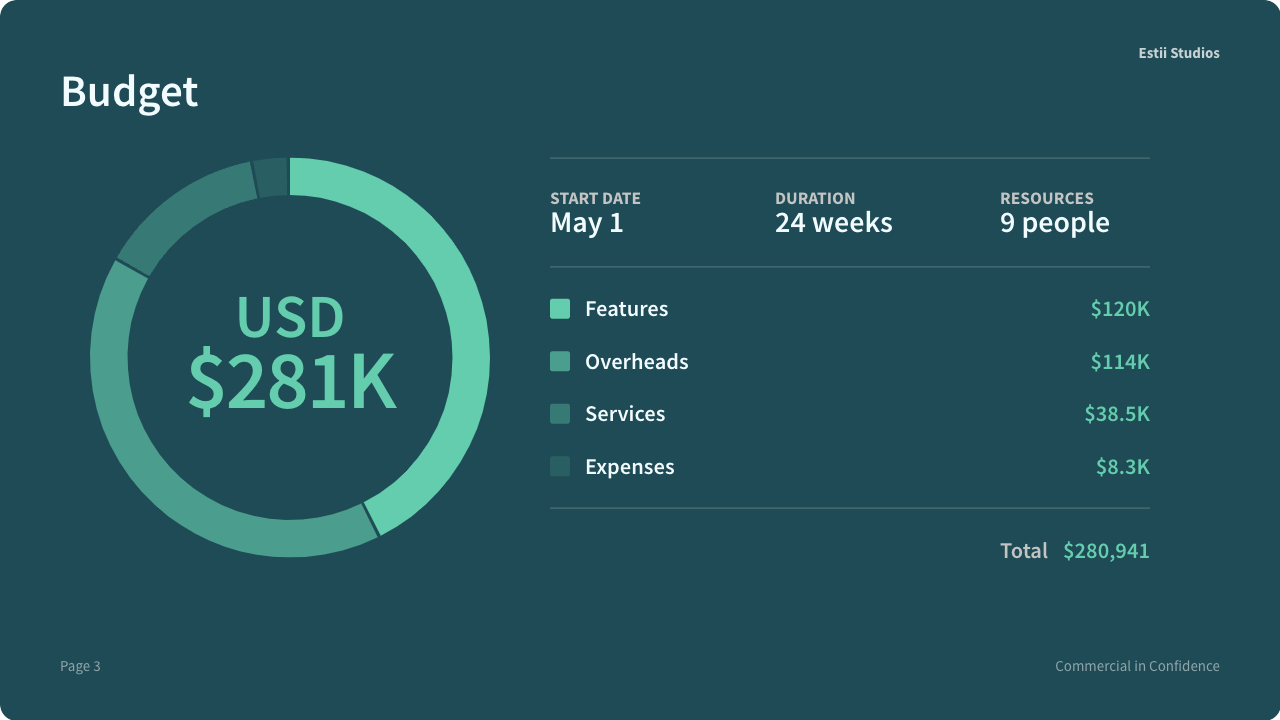 Estii Studios
Budget
USD
$281K
START DATE
May 1
DURATION
24 weeks
RESOURCES
9 people
Features $120K
Overheads $114K
Services $38.5K
Expenses $8.3K
Total $280,941
Page 3
Commercial in Confidence